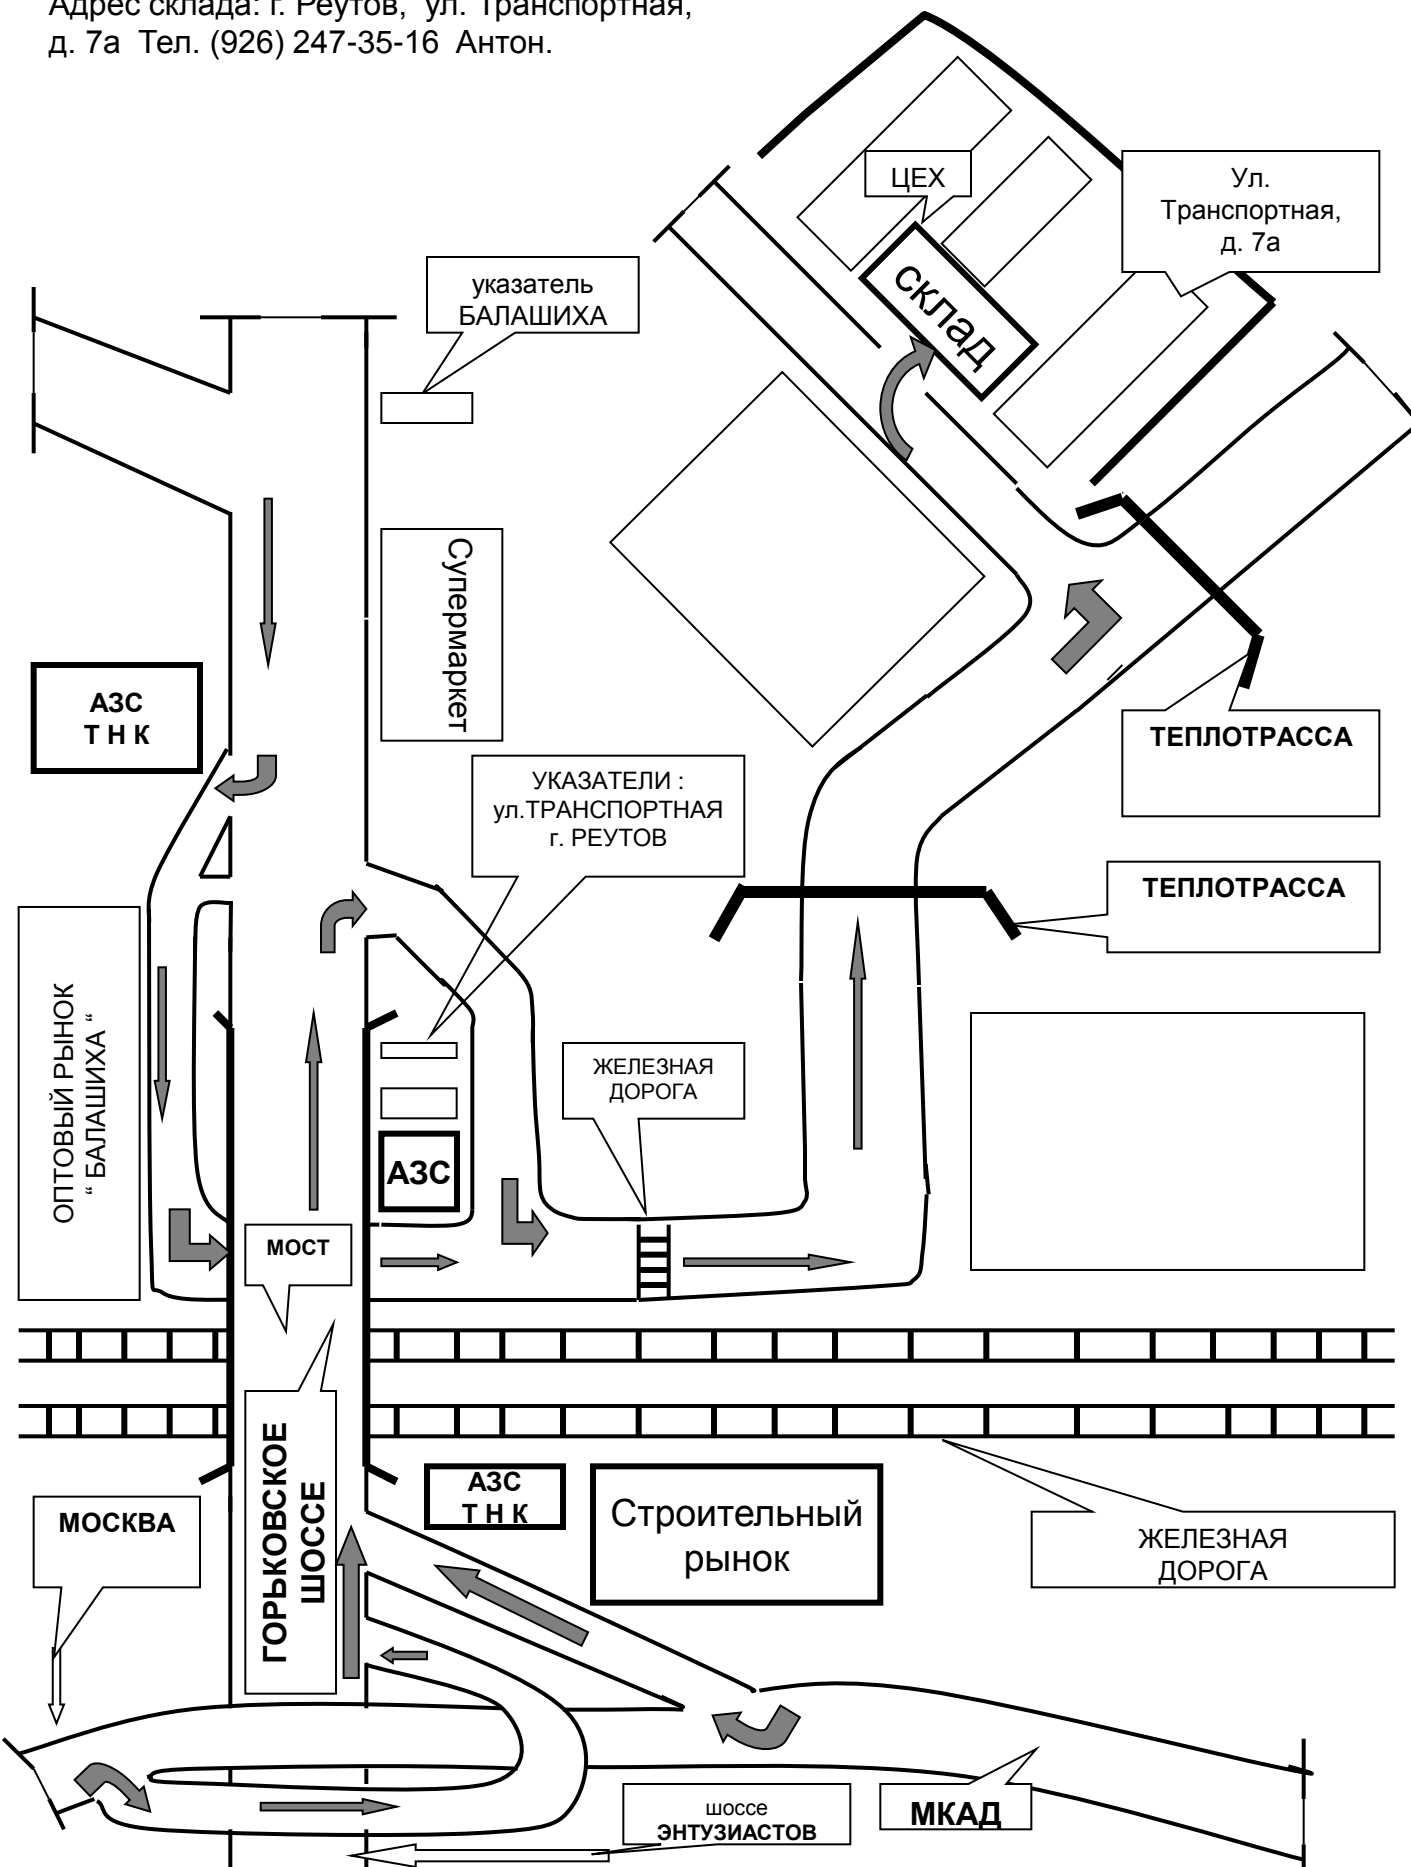 Адрес склада: г. Реутов, ул. Транспортная,
д. 7а Тел. (926) 247-35-16 Антон.
ЦЕХ
Ул.
Транспортная,
д. 7а
склад
указатель
БАЛАШИХА
Супермаркет
АЗС
Т Н К
ТЕПЛОТРАССА
УКАЗАТЕЛИ :
ул.ТРАНСПОРТНАЯ
г. РЕУТОВ
ТЕПЛОТРАССА
ОПТОВЫЙ РЫНОК
“ БАЛАШИХА “
ЖЕЛЕЗНАЯ
ДОРОГА
АЗС
МОСТ
ГОРЬКОВСКОЕ
ШОССЕ
АЗС
Т Н К
Строительный
рынок
МОСКВА
ЖЕЛЕЗНАЯ
ДОРОГА
шоссе
ЭНТУЗИАСТОВ
МКАД